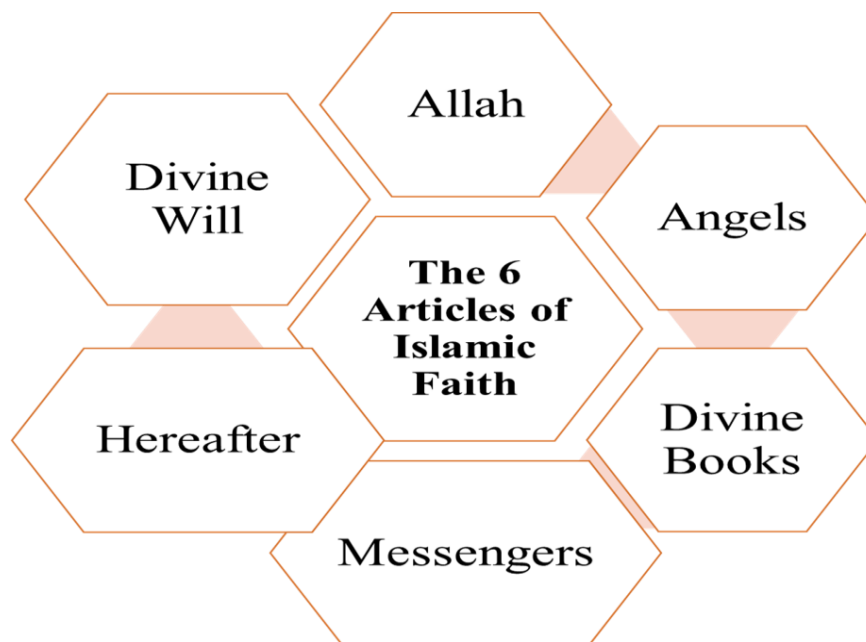 Allah
Divine
Will
Angels
The 6
Articles of
Islamic
Faith
Hereafter
Divine
Books
Messengers